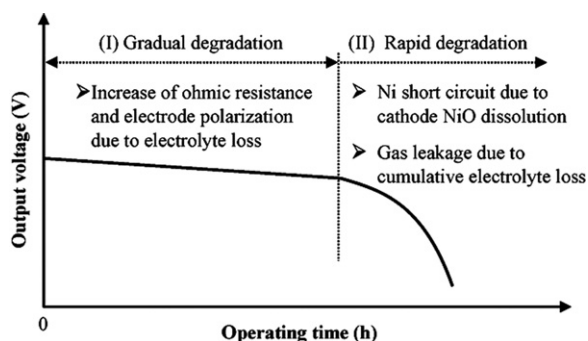 (I) Gradual degradation
(II) Rapid degradation
➢Increase of ohmic resistance
and electrode polarization
due to electrolyte loss
➢ Ni short circuit due to
cathode NiO dissolution
➢ Gas leakage due to
cumulative electrolyte loss
Output voltage (V)
0
Operating time (h)